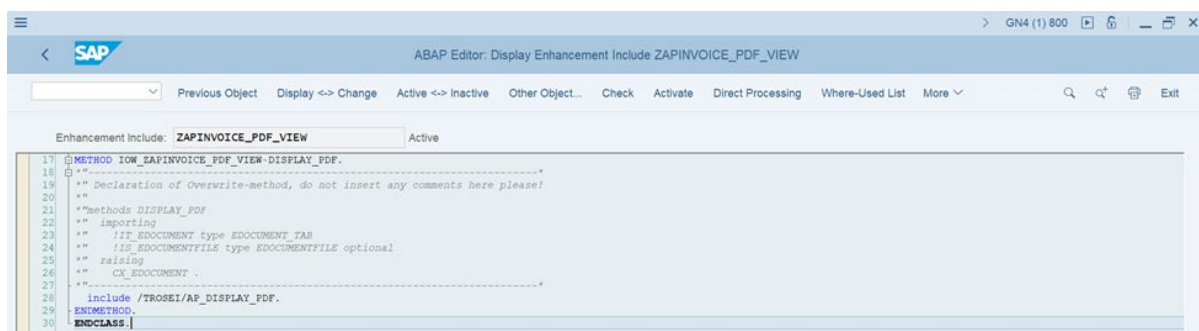 GN4 (1) 800
SAP
ABAP Editor: Display Enhancement Include ZAPINVOICE_PDF_VIEW
Previous Object Display <-> Change Active <-> Inactive Other Object... Check Activate Direct Processing Where-Used List More Exit
Enhancement Include: ZAPINVOICE_PDF_VIEW Active
17 METHOD IOW_ZAPINVOICE_PDF_VIEW~DISPLAY_PDF.
18 *"------------------------------------------------------------------------*
19 *" Declaration of Overwrite-method, do not insert any comments here please!
20 *"
21 *"methods DISPLAY_PDF
22 *" importing
23 *" !IT_EDOCUMENT type EDOCUMENT_TAB
24 *" !IS_EDOCUMENTFILE type EDOCUMENTFILE optional
25 *" raising
26 *" CX_EDOCUMENT .
27 *"------------------------------------------------------------------------*
28 include /TROSEI/AP_DISPLAY_PDF.
29 ENDMETHOD.
30 ENDCLASS.